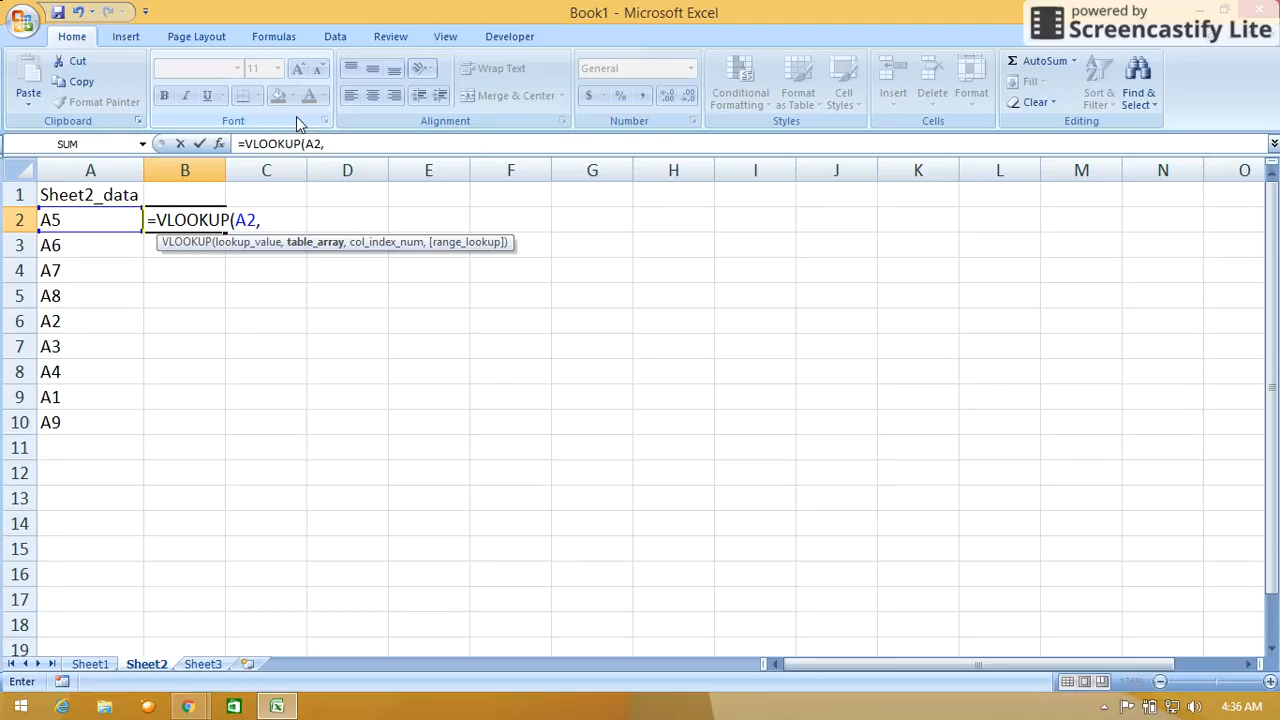 Book1 - Microsoft Excel
powered by
Screencastify Lite
Home Insert Page Layout Formulas Data Review View Developer
Paste
Cut
Copy
Format Painter
Clipboard
11
B I U
A A
Font
Wrap Text
Merge & Center
Alignment
General
$ % ,
Number
Conditional Formatting
Format as Table
Cell Styles
Styles
Insert
Delete
Format
Cells
Σ AutoSum
Fill
Clear
Sort & Filter
Find & Select
Editing
SUM
fx
=VLOOKUP(A2,
A B C D E F G H I J K L M N O
1 Sheet2_data
2 A5 =VLOOKUP(A2,
VLOOKUP(lookup_value, table_array, col_index_num, [range_lookup])
3 A6
4 A7
5 A8
6 A2
7 A3
8 A4
9 A1
10 A9
11
12
13
14
15
16
17
18
19
Sheet1 Sheet2 Sheet3
Enter
136%
4:36 AM